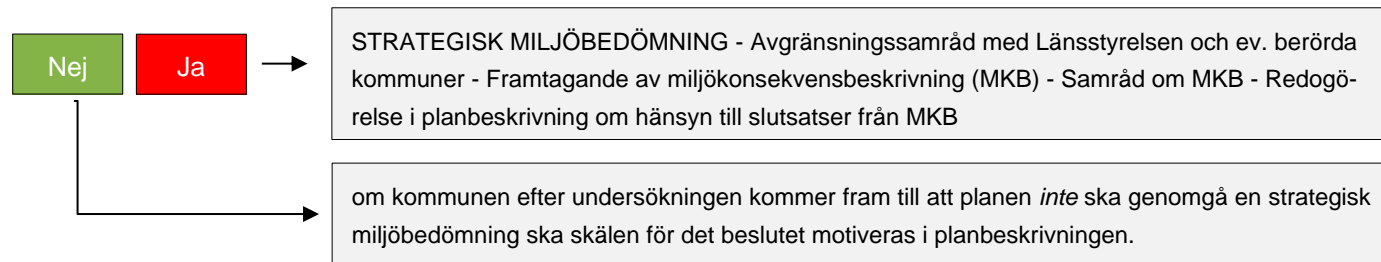 Nej
Ja
STRATEGISK MILJÖBEDÖMNING - Avgränsningssamråd med Länsstyrelsen och ev. berörda
kommuner - Framtagande av miljökonsekvensbeskrivning (MKB) - Samråd om MKB - Redogö-
relse i planbeskrivning om hänsyn till slutsatser från MKB
om kommunen efter undersökningen kommer fram till att planen inte ska genomgå en strategisk
miljöbedömning ska skälen för det beslutet motiveras i planbeskrivningen.